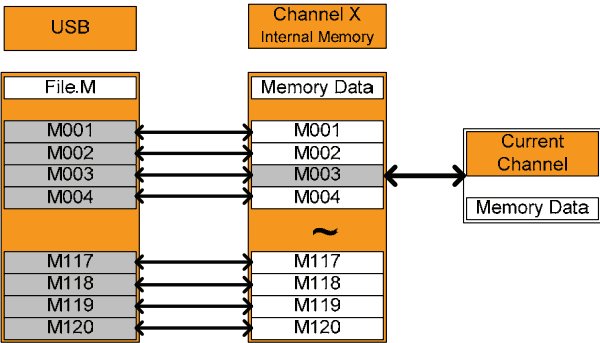 USB
Channel X
Internal Memory
File.M
Memory Data
M001
M001
M002
M002
M003
M003
M004
M004
Current
Channel
Memory Data
~
M117
M117
M118
M118
M119
M119
M120
M120